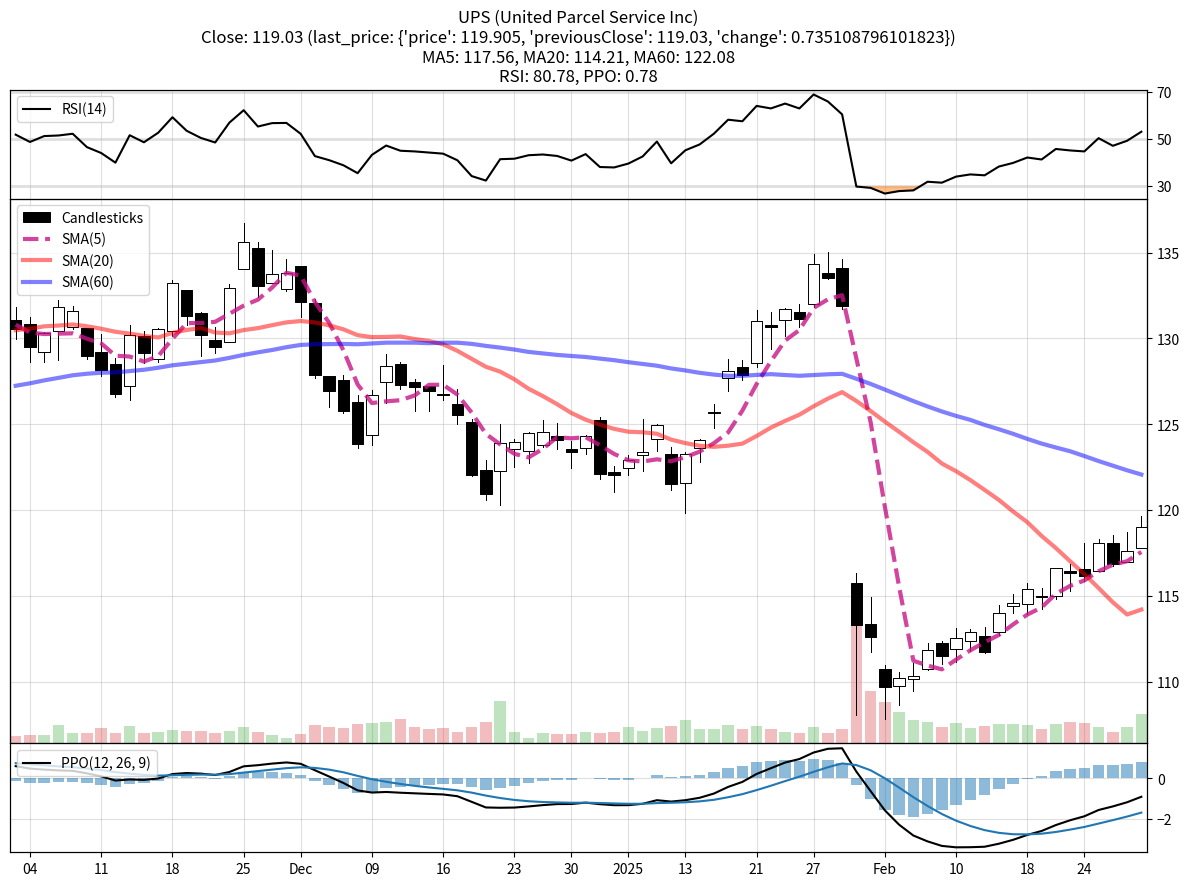 UPS (United Parcel Service Inc)
Close: 119.03 (last_price: {'price': 119.905, 'previousClose': 119.03, 'change': 0.735108796101823})
MA5: 117.56, MA20: 114.21, MA60: 122.08
RSI: 80.78, PPO: 0.78
RSI(14)
70
50
30
Candlesticks
SMA(5)
SMA(20)
SMA(60)
135
130
125
120
115
110
PPO(12, 26, 9)
0
−2
04 11 18 25 Dec 09 16 23 30 2025 13 21 27 Feb 10 18 24